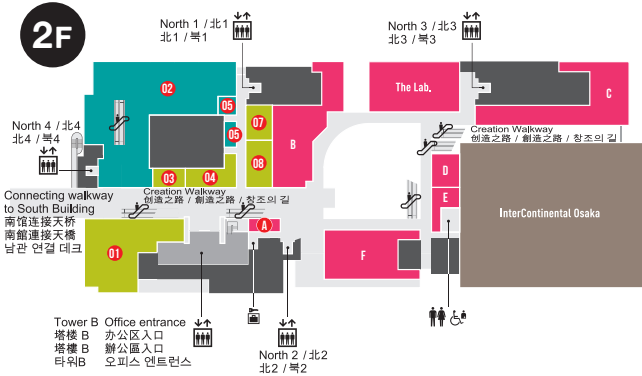 2F
North 1 / 北1
北1 / 북1
North 3 / 北3
北3 / 북3
02
05
05
07
08
B
The Lab.
C
North 4 / 北4
北4 / 북4
03
04
Creation Walkway
创造之路 / 創造之路 / 창조의 길
Creation Walkway
创造之路 / 創造之路 / 창조의 길
Connecting walkway
to South Building
南馆连接天桥
南館連接天橋
남관 연결 데크
D
E
InterContinental Osaka
A
01
F
Tower B Office entrance
塔楼 B 办公区入口
塔樓 B 辦公區入口
타워B 오피스 엔트런스
North 2 / 北2
北2 / 북2